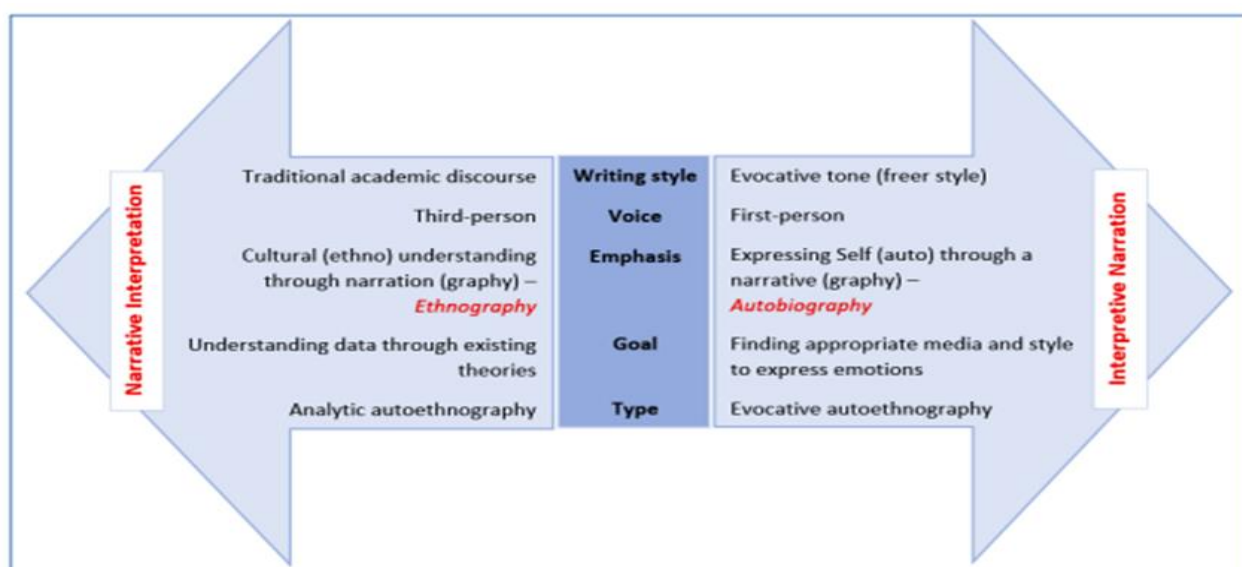 Narrative Interpretation
Traditional academic discourse
Writing style
Evocative tone (freer style)
Third-person
Voice
First-person
Cultural (ethno) understanding
through narration (graphy) –
Ethnography
Emphasis
Expressing Self (auto) through a
narrative (graphy) –
Autobiography
Understanding data through existing
theories
Goal
Finding appropriate media and style
to express emotions
Analytic autoethnography
Type
Evocative autoethnography
Interpretive Narration